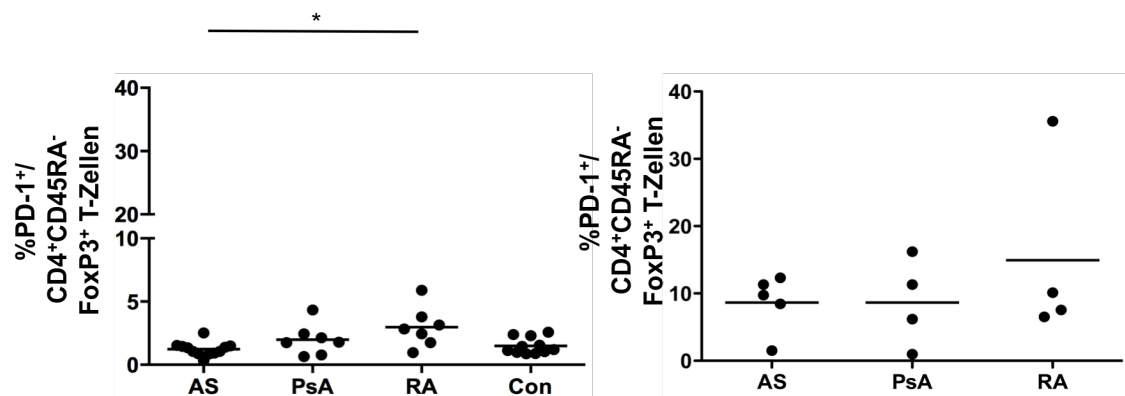 *
%PD-1⁺/
CD4⁺CD45RA⁻
FoxP3⁺ T-Zellen
40
30
20
10
5
0
AS PsA RA Con
%PD-1⁺/
CD4⁺CD45RA⁻
FoxP3⁺ T-Zellen
40
30
20
10
0
AS PsA RA